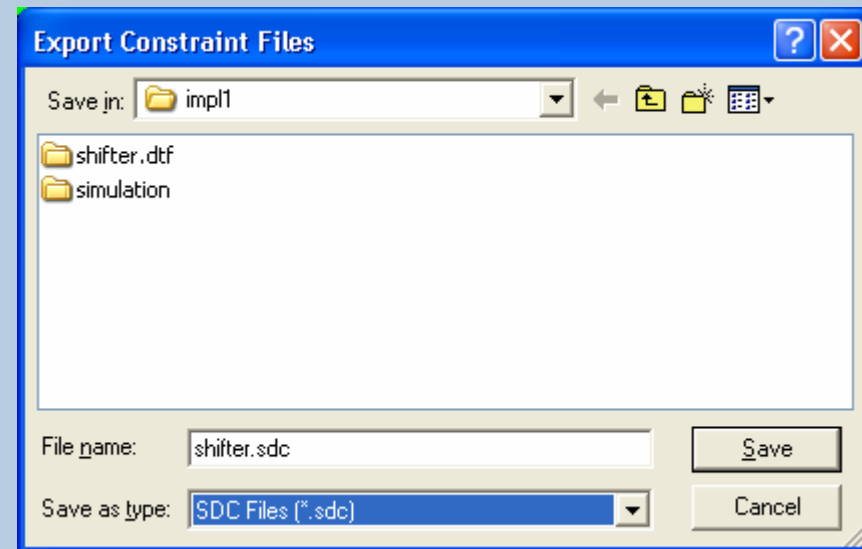 Export Constraint Files
Save in: impl1
shifter.dtf
simulation
File name: shifter.sdc Save
Save as type: SDC Files (*.sdc) Cancel